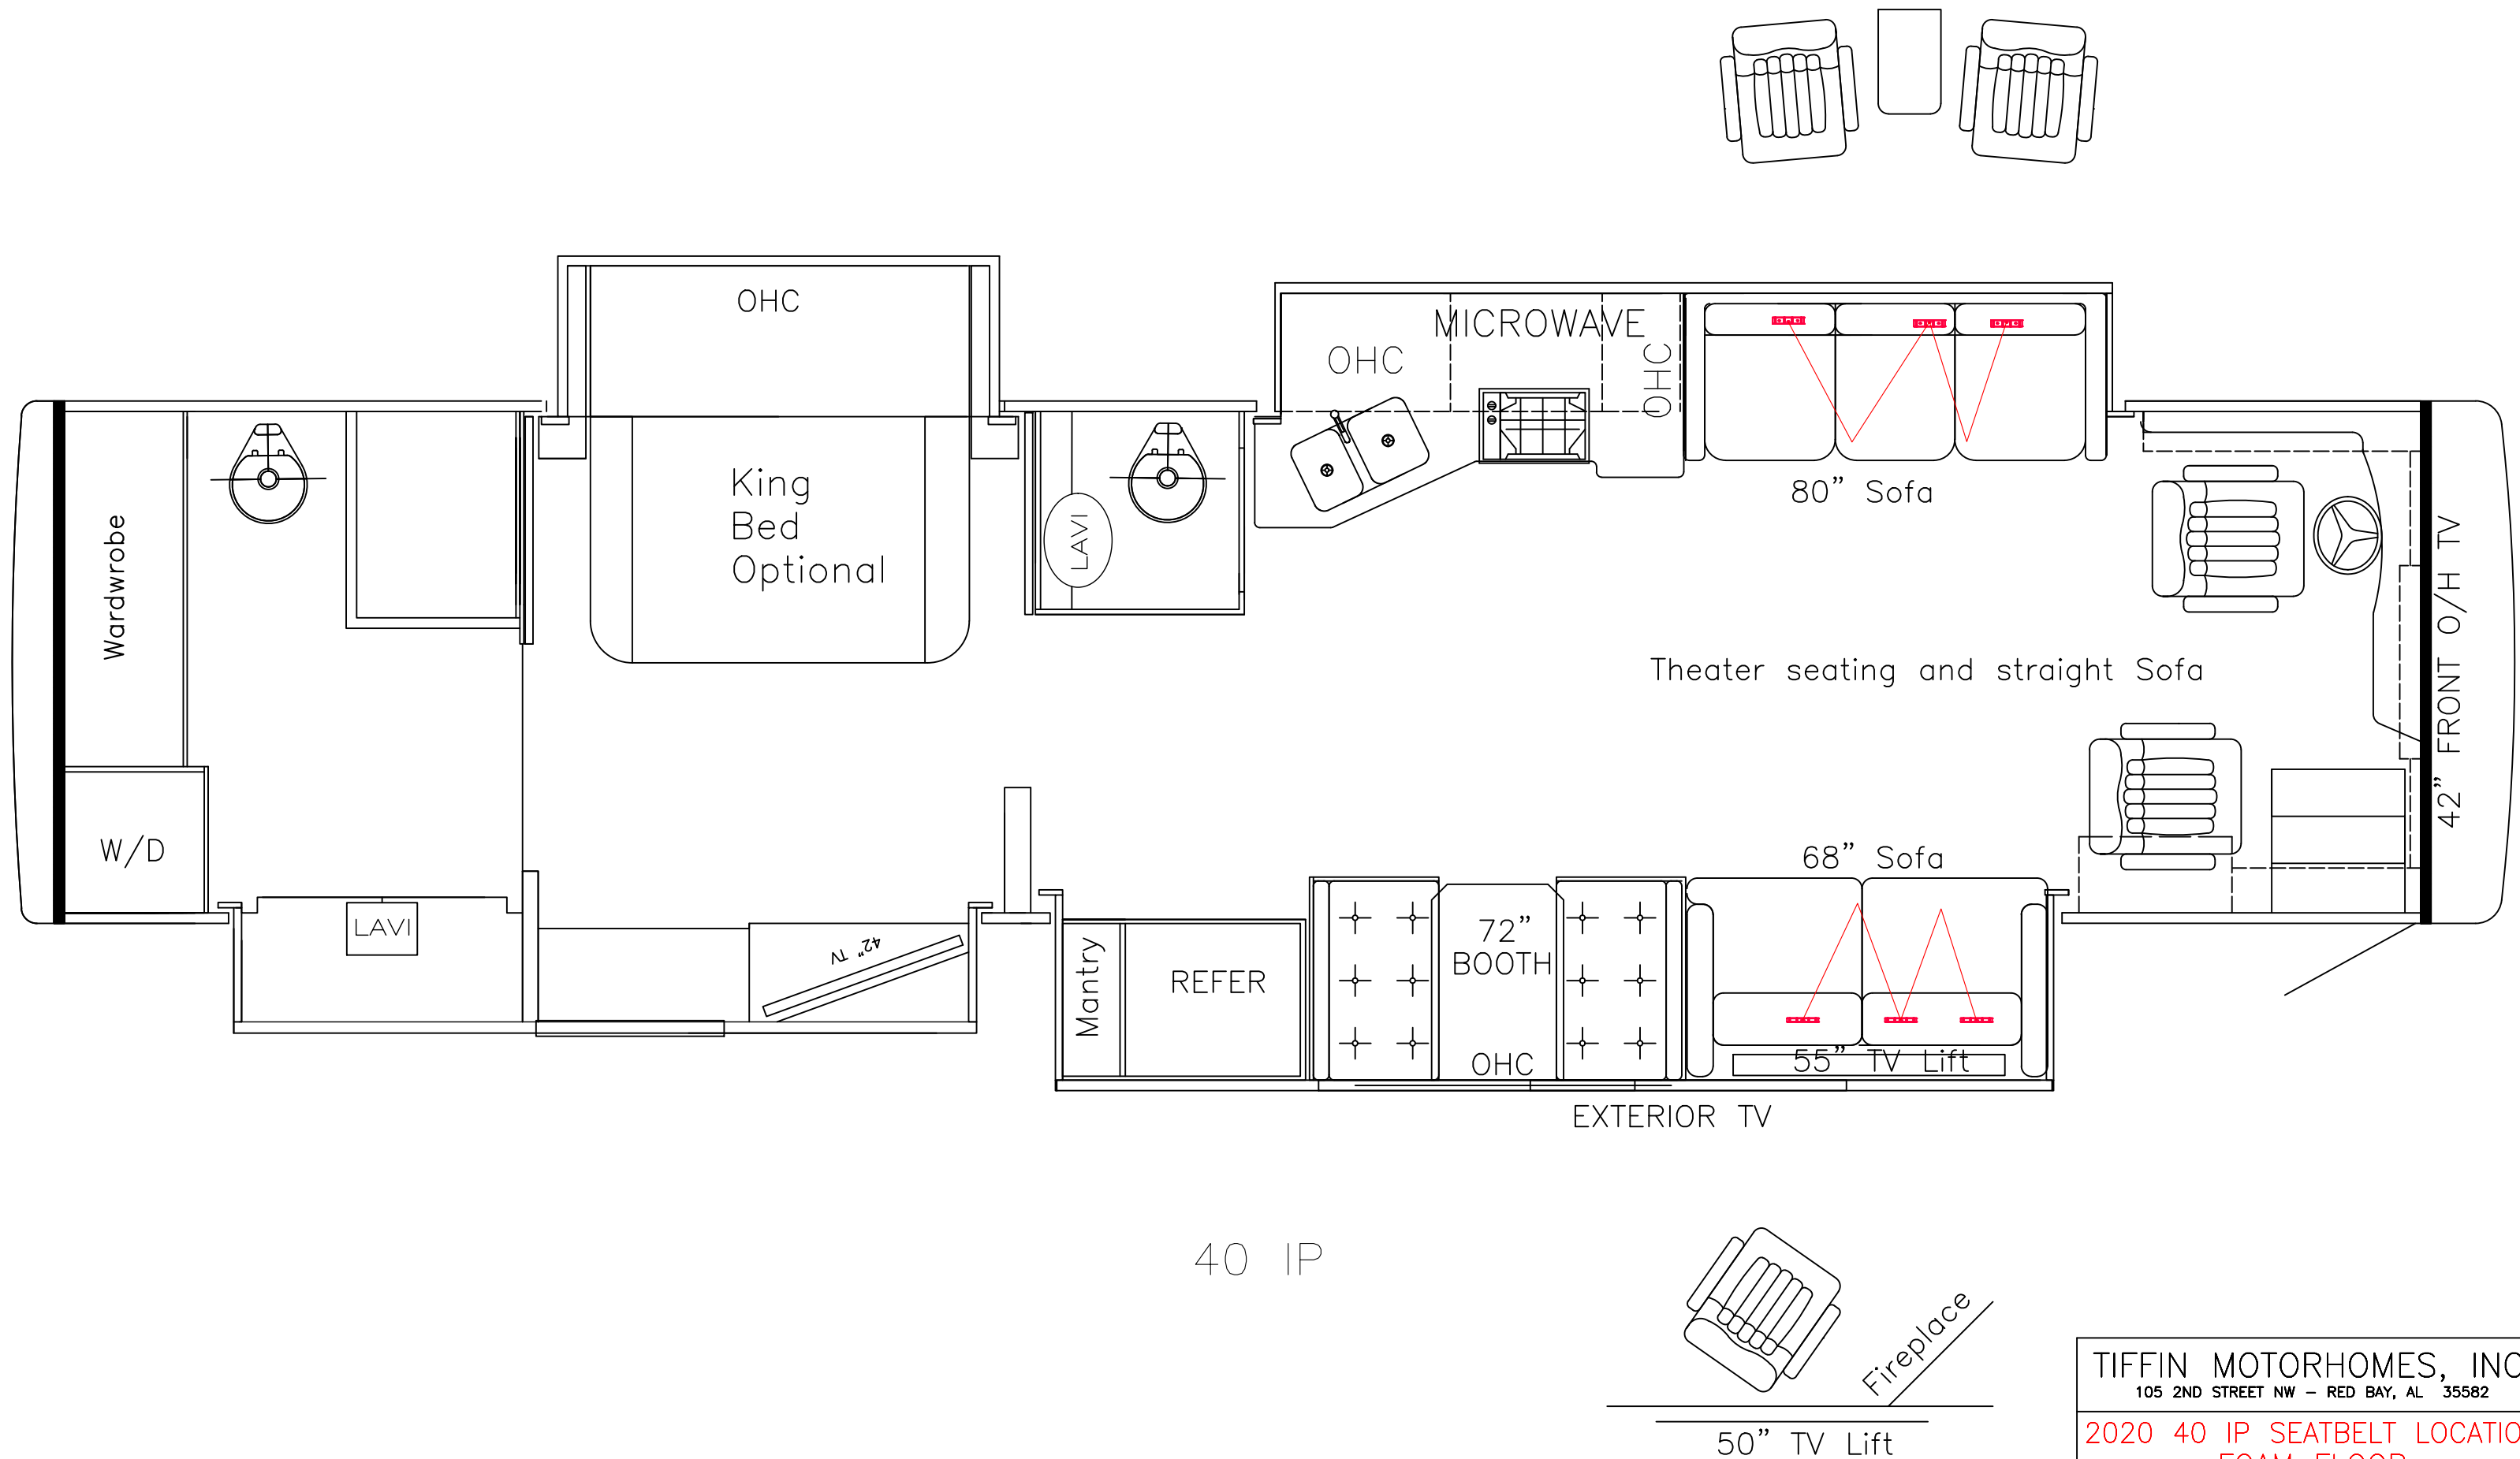 OHC
MICROWAVE
OHC
OHC
80” Sofa
King
Bed
Optional
LAVI
Wardwrobe
42” FRONT O/H TV
Theater seating and straight Sofa
W/D
LAVI
42” TV
68” Sofa
Mantry
REFER
72”
BOOTH
OHC
55” TV Lift
EXTERIOR TV
40 IP
Fireplace
50” TV Lift
TIFFIN MOTORHOMES, INC
105 2ND STREET NW – RED BAY, AL 35582
2020 40 IP SEATBELT LOCATIO
FOAM FLOOR